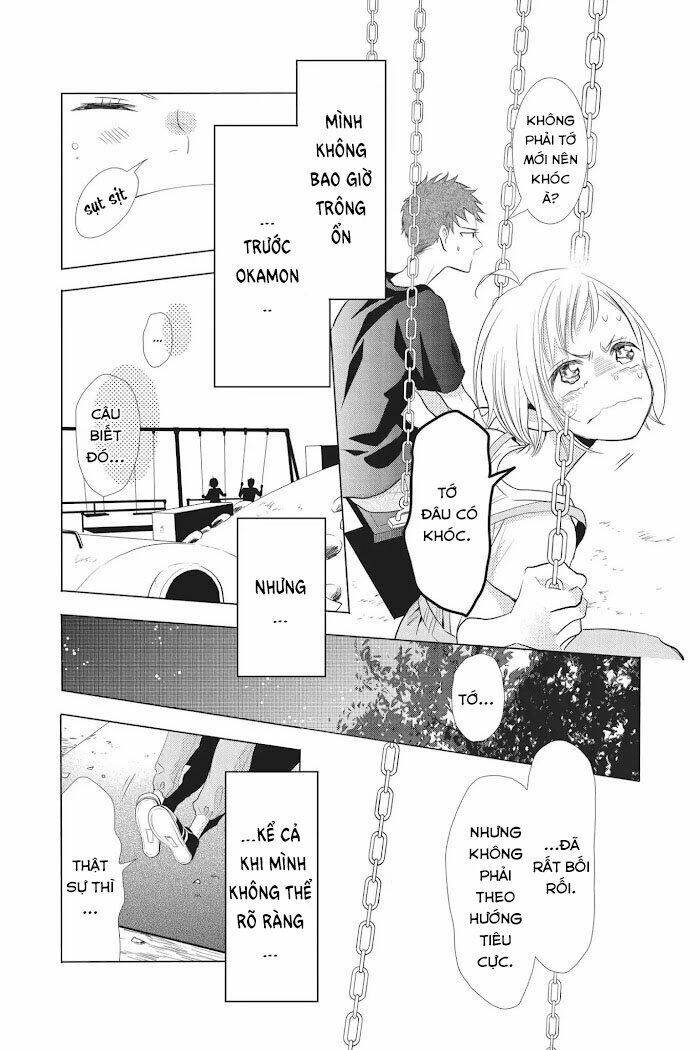 KHÔNG
PHẢI TỚ
MỚI NÊN
KHÓC
À?
MÌNH
KHÔNG
BAO GIỜ
TRÔNG
ỔN
...
TRƯỚC
OKAMON
..
sụt sịt
TỚ
ĐÂU CÓ
KHÓC.
...
CẬU
BIẾT
ĐÓ...
NHƯNG
...
TỚ...
...ĐÃ
RẤT BỐI
RỐI.
NHƯNG
KHÔNG
PHẢI
THEO
HƯỚNG
TIÊU
CỰC.
...KỂ CẢ
KHI MÌNH
KHÔNG THỂ
RÕ RÀNG
...
THẬT
SỰ THÌ
...